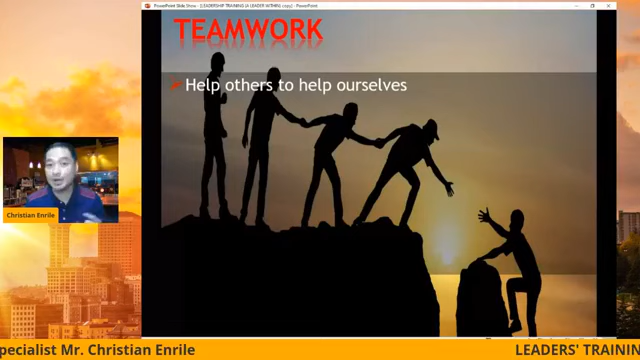 PowerPoint Slide Show - [LEADERSHIP TRAINING (A LEADER WITHIN) copy] - PowerPoint
TEAMWORK
Help others to help ourselves
Christian Enrile
pecialist Mr. Christian Enrile
LEADERS' TRAININ